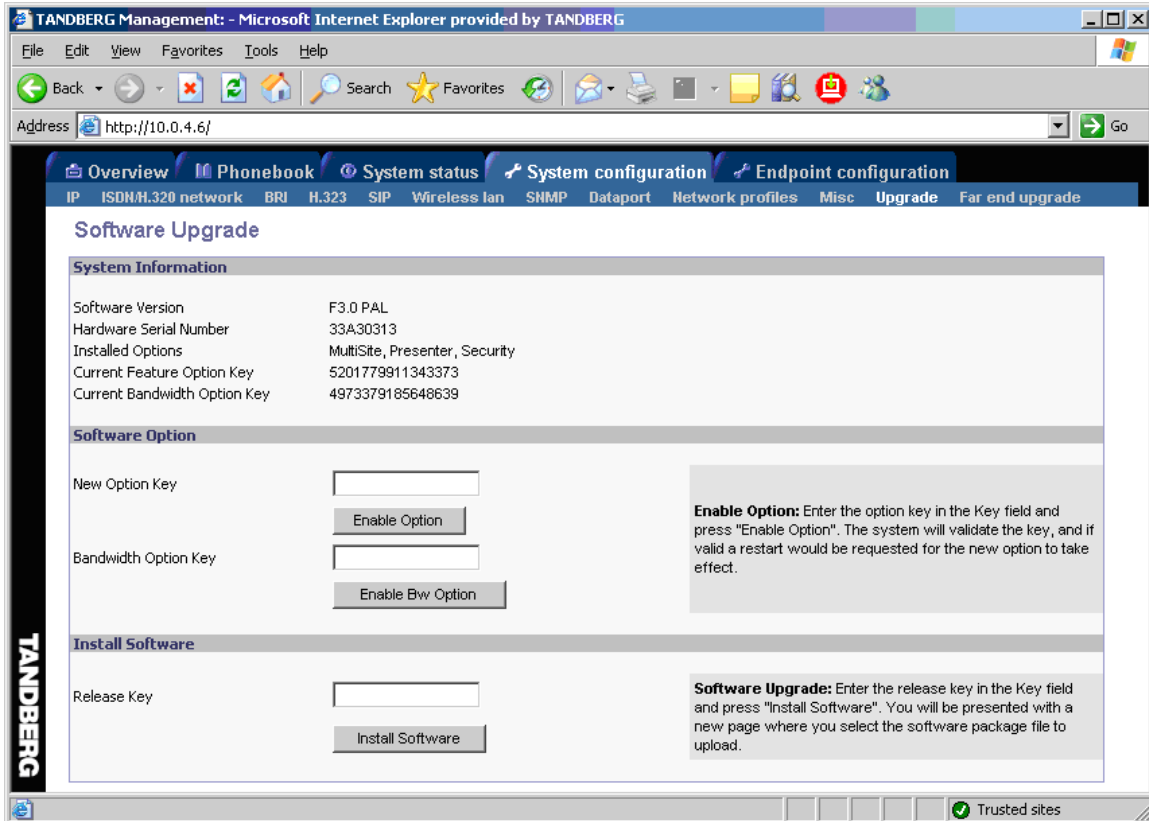 TANDBERG Management: - Microsoft Internet Explorer provided by TANDBERG
File Edit View Favorites Tools Help
Back Search Favorites
Address http://10.0.4.6/ Go
Overview Phonebook System status System configuration Endpoint configuration
IP ISDN/H.320 network BRI H.323 SIP Wireless lan SNMP Dataport Network profiles Misc Upgrade Far end upgrade
Software Upgrade
System Information
Software Version F3.0 PAL
Hardware Serial Number 33A30313
Installed Options MultiSite, Presenter, Security
Current Feature Option Key 5201779911343373
Current Bandwidth Option Key 4973379185648639
Software Option
New Option Key
Enable Option
Bandwidth Option Key
Enable Bw Option
Enable Option: Enter the option key in the Key field and
press "Enable Option". The system will validate the key, and if
valid a restart would be requested for the new option to take
effect.
Install Software
Release Key
Install Software
Software Upgrade: Enter the release key in the Key field
and press "Install Software". You will be presented with a
new page where you select the software package file to
upload.
TANDBERG
Trusted sites